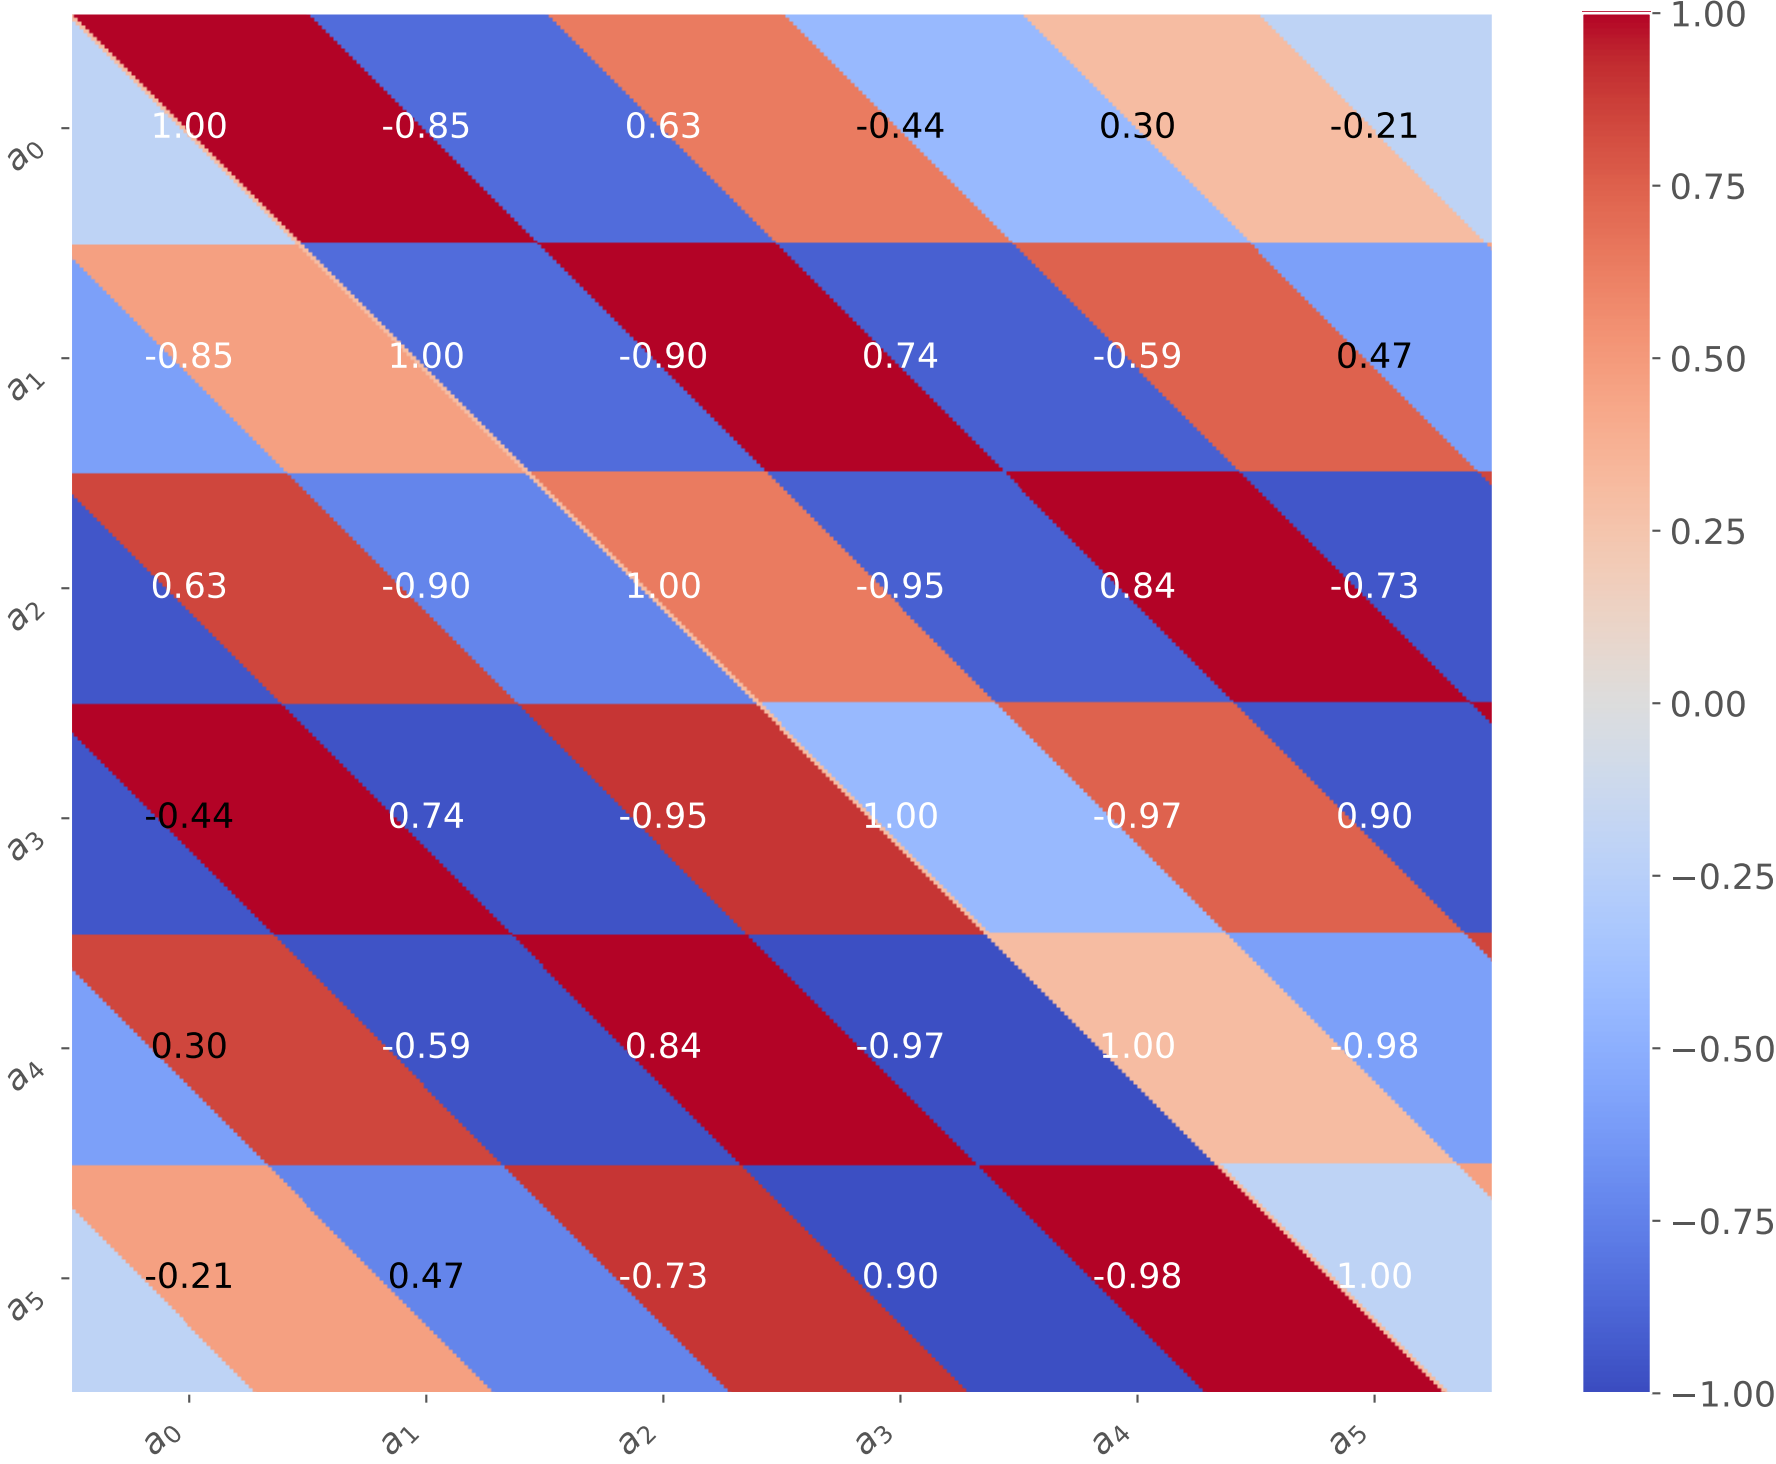 1.00
a₀ 1.00 -0.85 0.63 -0.44 0.30 -0.21
0.75
a₁ -0.85 1.00 -0.90 0.74 -0.59 0.47
0.50
0.25
a₂ 0.63 -0.90 1.00 -0.95 0.84 -0.73
0.00
a₃ -0.44 0.74 -0.95 1.00 -0.97 0.90
−0.25
−0.50
a₄ 0.30 -0.59 0.84 -0.97 1.00 -0.98
−0.75
a₅ -0.21 0.47 -0.73 0.90 -0.98 1.00
−1.00
a₀ a₁ a₂ a₃ a₄ a₅